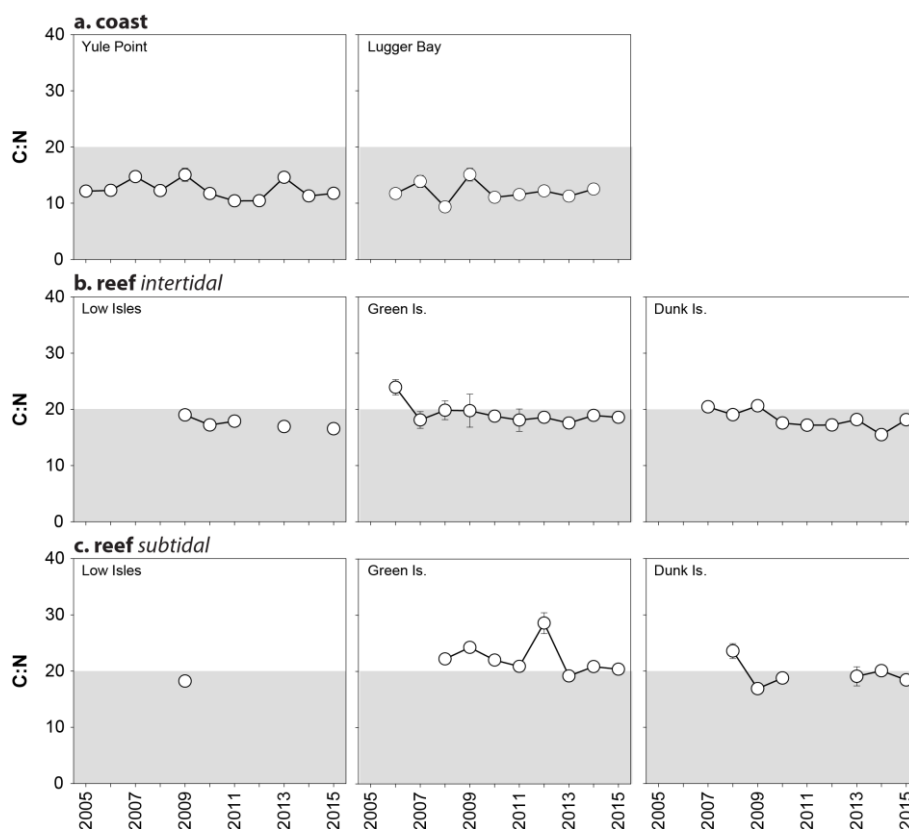 a. coast
Yule Point
Lugger Bay
C:N
40
30
20
10
0
b. reef intertidal
Low Isles
Green Is.
Dunk Is.
C:N
40
30
20
10
0
c. reef subtidal
Low Isles
Green Is.
Dunk Is.
C:N
40
30
20
10
0
2005 2007 2009 2011 2013 2015
2005 2007 2009 2011 2013 2015
2005 2007 2009 2011 2013 2015